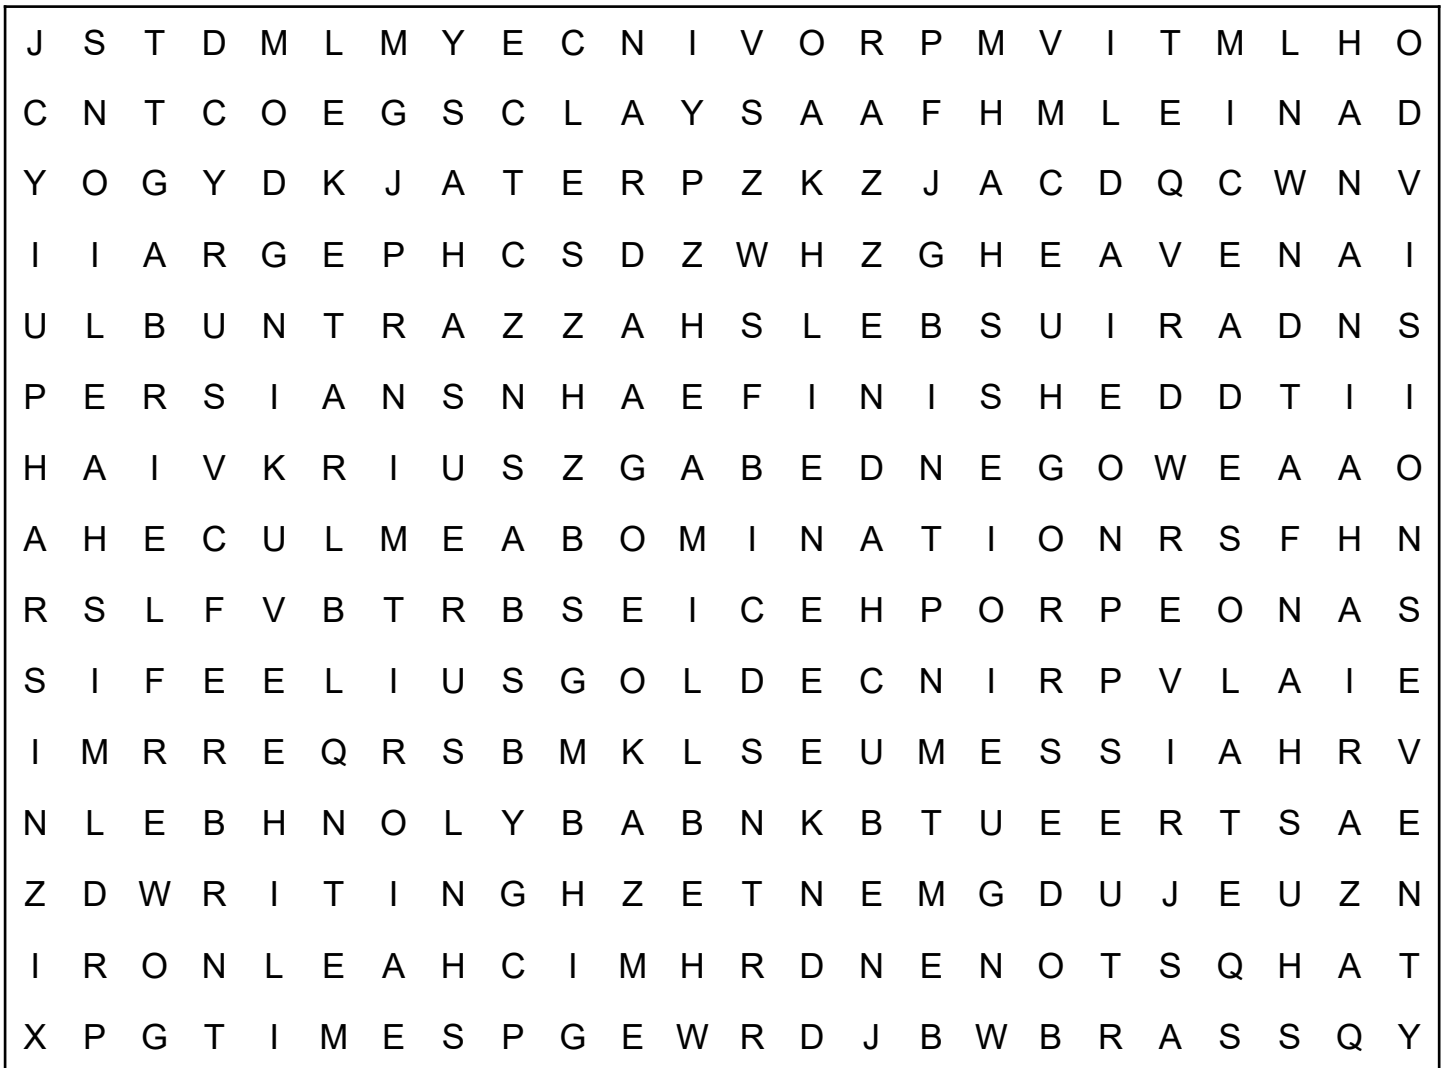 J S T D M L M Y E C N I V O R P M V I T M L H O
C N T C O E G S C L A Y S A A F H M L E I N A D
Y O G Y D K J A T E R P Z K Z J A C D Q C W N V
I I A R G E P H C S D Z W H Z G H E A V E N A I
U L B U N T R A Z Z A H S L E B S U I R A D N S
P E R S I A N S N H A E F I N I S H E D D T I I
H A I V K R I U S Z G A B E D N E G O W E A A O
A H E C U L M E A B O M I N A T I O N R S F H N
R S L F V B T R B S E I C E H P O R P E O N A S
S I F E E L I U S G O L D E C N I R P V L A I E
I M R R E Q R S B M K L S E U M E S S I A H R V
N L E B H N O L Y B A B N K B T U E E R T S A E
Z D W R I T I N G H Z E T N E M G D U J E U Z N
I R O N L E A H C I M H R D N E N O T S Q H A T
X P G T I M E S P G E W R D J B W B R A S S Q Y